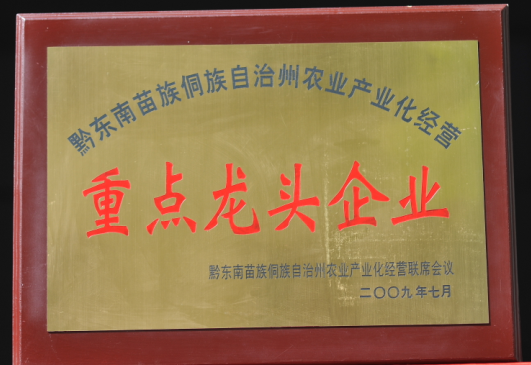 黔东南苗族侗族自治州农业产业化经营
重点龙头企业
黔东南苗族侗族自治州农业产业化经营联席会议
二〇〇九年七月